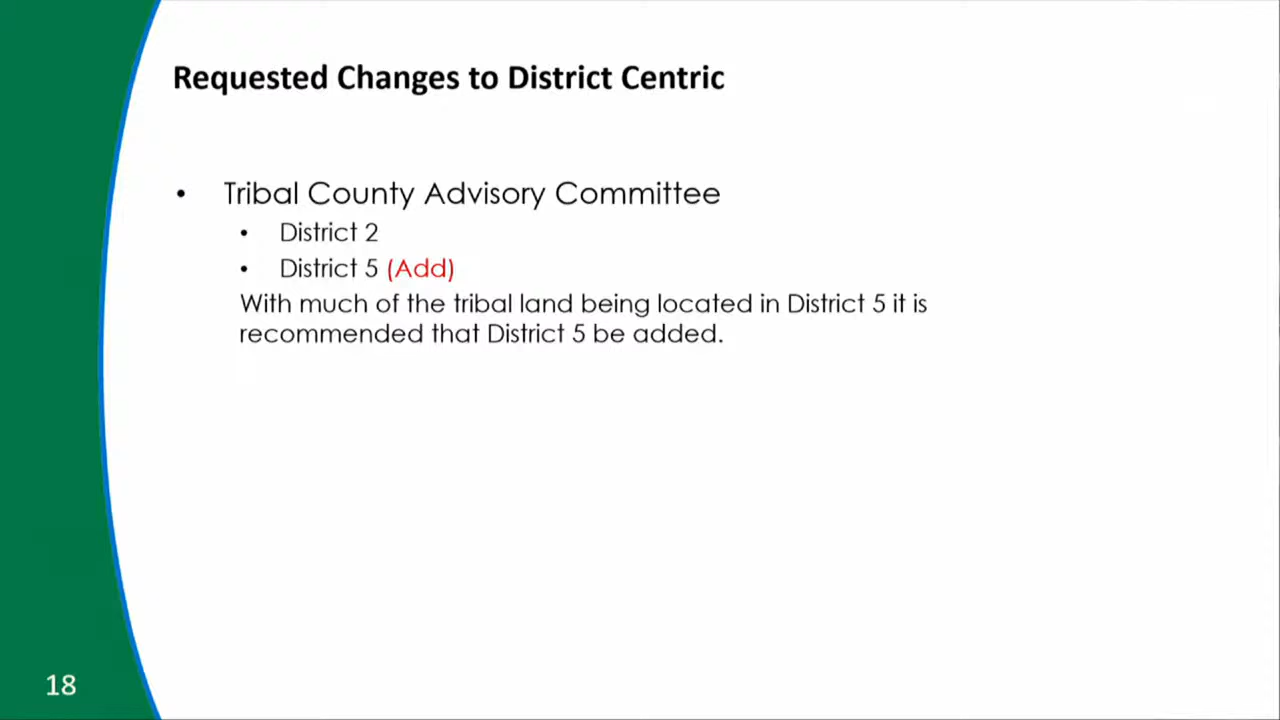 Requested Changes to District Centric
• Tribal County Advisory Committee
• District 2
• District 5 (Add)
With much of the tribal land being located in District 5 it is
recommended that District 5 be added.
18